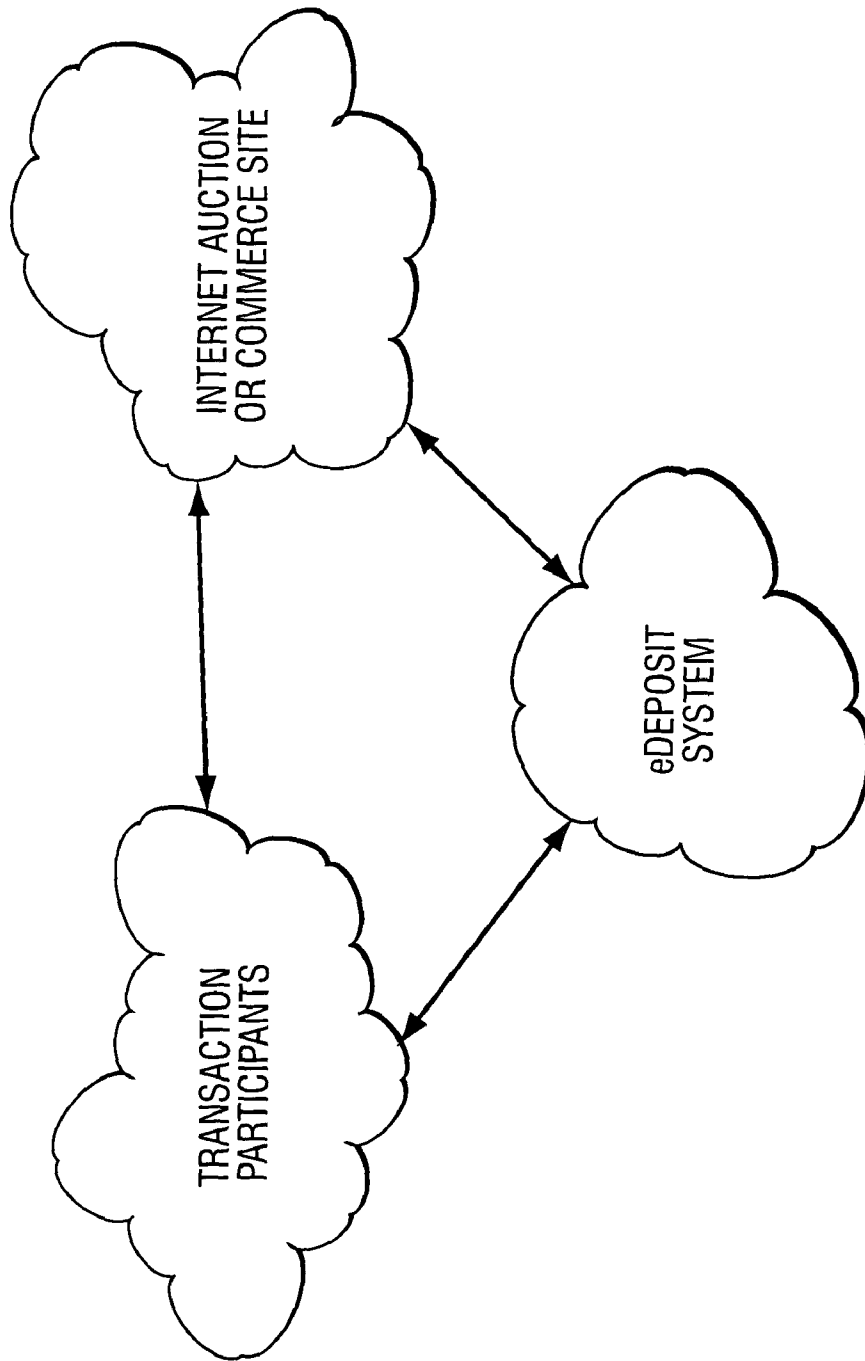 TRANSACTION
PARTICIPANTS
INTERNET AUCTION
OR COMMERCE SITE
eDEPOSIT
SYSTEM